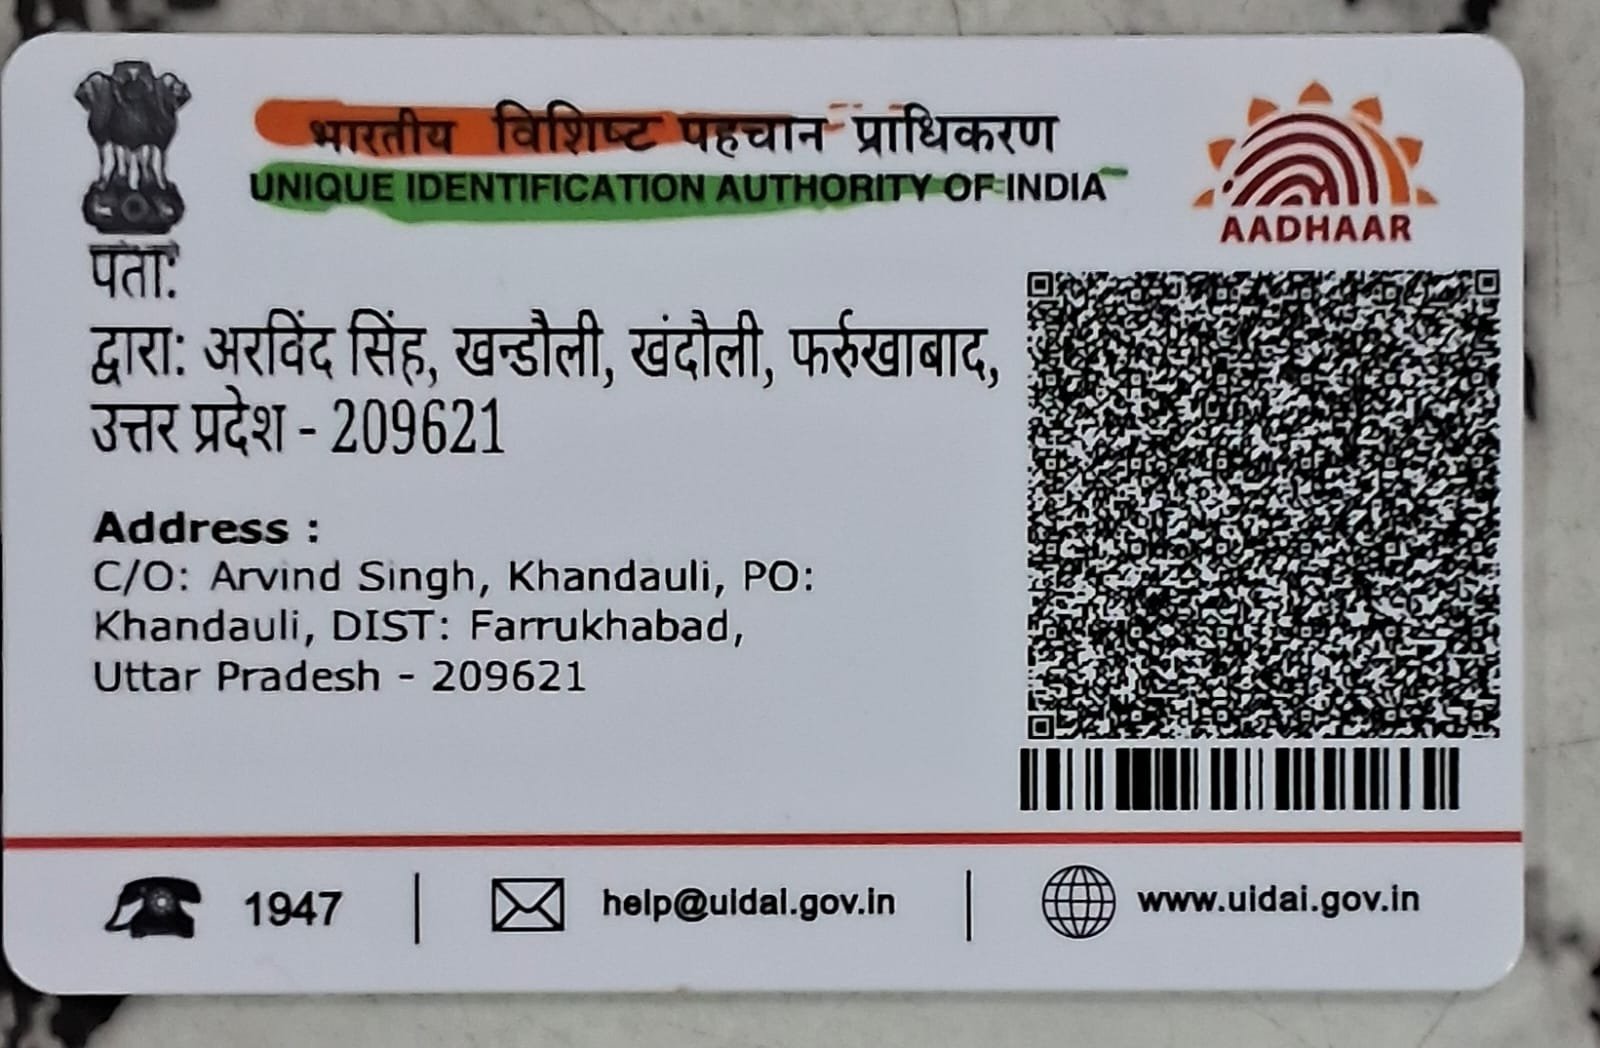 भारतीय विशिष्ट पहचान प्राधिकरण
UNIQUE IDENTIFICATION AUTHORITY OF INDIA
AADHAAR
पता:
द्वारा: अरविंद सिंह, खन्डौली, खंदौली, फर्रुखाबाद,
उत्तर प्रदेश - 209621
Address :
C/O: Arvind Singh, Khandauli, PO:
Khandauli, DIST: Farrukhabad,
Uttar Pradesh - 209621
1947
help@uidai.gov.in
www.uidai.gov.in